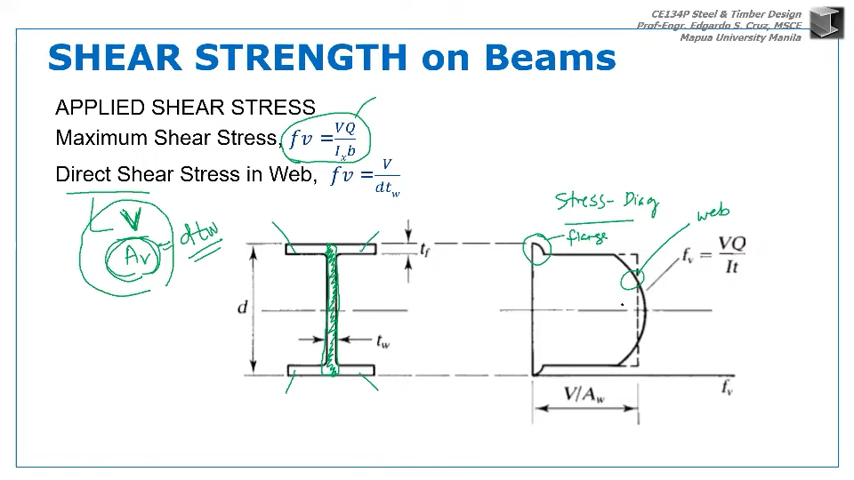 CE134P Steel & Timber Design
Prof-Engr. Edgardo S. Cruz, MSCE
Mapua University Manila
SHEAR STRENGTH on Beams
APPLIED SHEAR STRESS
Maximum Shear Stress, fv = VQ / Iₓb
Direct Shear Stress in Web, fv = V / dt_w
V / Av = dtw
Stress-Diag
flange
web
t_f
d
t_w
f_v = VQ / It
V/A_w
f_v